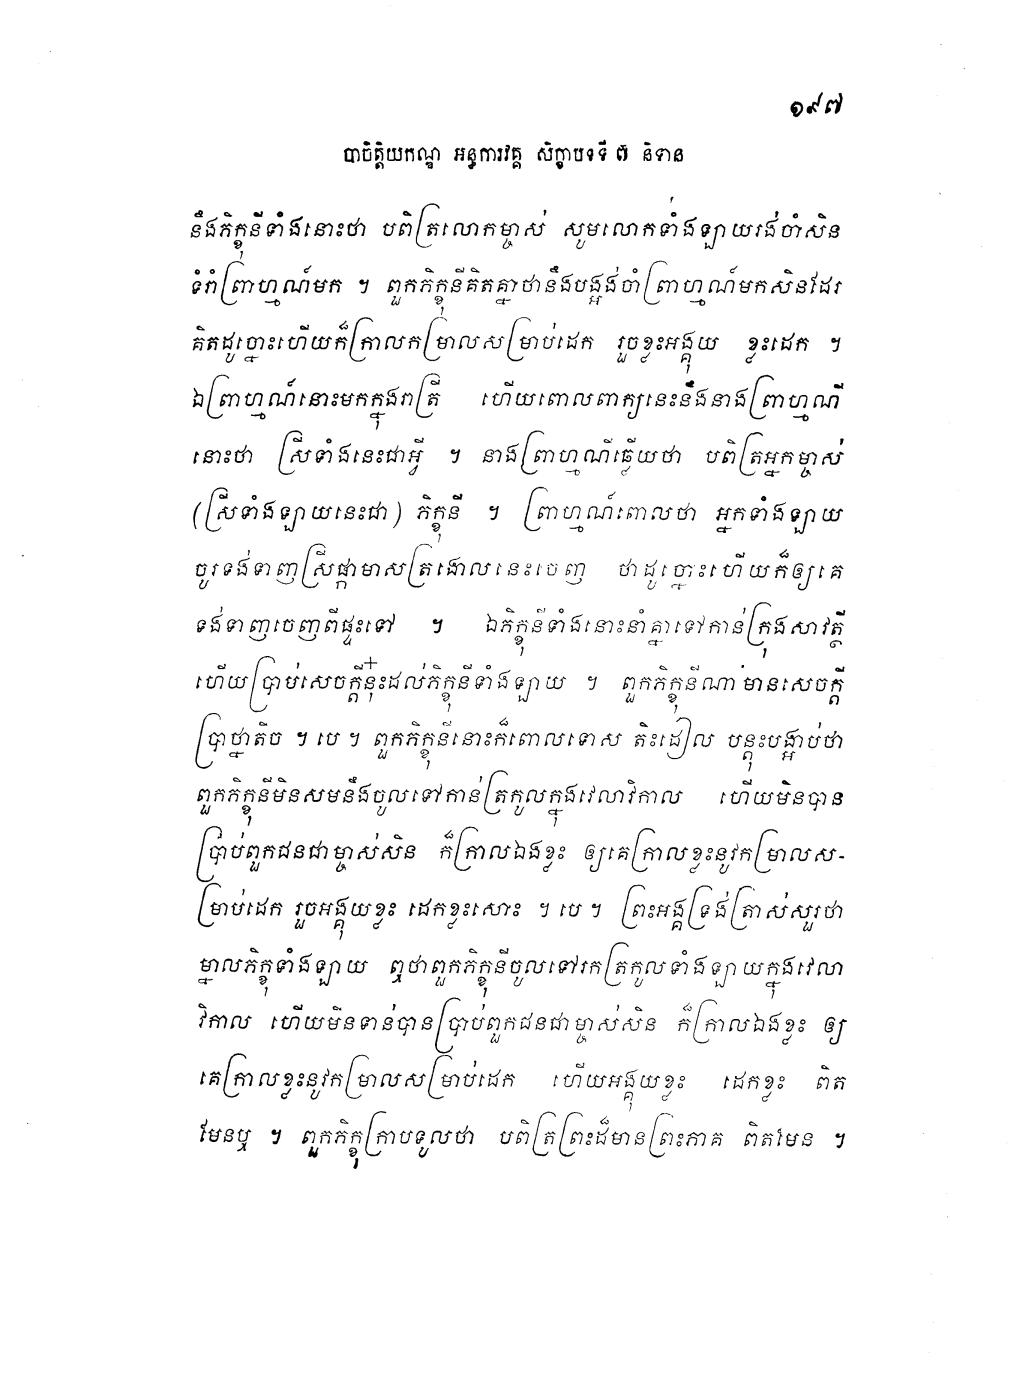 ១៩៧
បាចិត្តិយកណ្ឌ អន្ធការវគ្គ សិក្ខាបទទី ៧ និទាន
នឹងភិក្ខុនីទាំងនោះថា បពិត្រលោកម្ចាស់ សូមលោកទាំងឡាយរង់ចាំសិន
ទំរាំព្រាហ្មណ៍មក ។ ពួកភិក្ខុនីគិតគ្នាថានឹងបង្អង់ចាំព្រាហ្មណ៍មកសិនដែរ
គិតដូច្នោះហើយក៏ក្រាលកម្រាលសម្រាប់ដេក រួចខ្លះអង្គុយ ខ្លះដេក ។
ឯព្រាហ្មណ៍នោះមកក្នុងរាត្រី ហើយពោលពាក្យនេះនឹងនាងព្រាហ្មណី
នោះថា ស្រីទាំងនេះជាអ្វី ។ នាងព្រាហ្មណីឆ្លើយថា បពិត្រអ្នកម្ចាស់
(ស្រីទាំងឡាយនេះជា) ភិក្ខុនី ។ ព្រាហ្មណ៍ពោលថា អ្នកទាំងឡាយ
ចូរទង់ទាញស្រីផ្កាមាសត្រងោលនេះចេញ ថាដូច្នោះហើយក៏ឲ្យគេ
ទង់ទាញចេញពីផ្ទះទៅ ។ ឯភិក្ខុនីទាំងនោះនាំគ្នាទៅកាន់ក្រុងសាវត្ថី
ហើយប្រាប់សេចក្តីនុ៎ះដល់ភិក្ខុនីទាំងឡាយ ។ ពួកភិក្ខុនីណាមានសេចក្តី
ប្រាថ្នាតិច ។ បេ ។ ពួកភិក្ខុនីនោះក៏ពោលទោស តិះដៀល បន្តុះបង្អាប់ថា
ពួកភិក្ខុនីមិនសមនឹងចូលទៅកាន់ត្រកូលក្នុងវេលាវិកាល ហើយមិនបាន
ប្រាប់ពួកជនជាម្ចាស់សិន ក៏ក្រាលឯងខ្លះ ឲ្យគេក្រាលខ្លះនូវកម្រាលស-
ម្រាប់ដេក រួចអង្គុយខ្លះ ដេកខ្លះសោះ ។ បេ ។ ព្រះអង្គទ្រង់ត្រាស់សួរថា
ម្នាលភិក្ខុទាំងឡាយ ឮថាពួកភិក្ខុនីចូលទៅរកត្រកូលទាំងឡាយក្នុងវេលា
វិកាល ហើយមិនទាន់បានប្រាប់ពួកជនជាម្ចាស់សិន ក៏ក្រាលឯងខ្លះ ឲ្យ
គេក្រាលខ្លះនូវកម្រាលសម្រាប់ដេក ហើយអង្គុយខ្លះ ដេកខ្លះ ពិត
មែនឬ ។ ពួកភិក្ខុក្រាបទូលថា បពិត្រព្រះដ៏មានព្រះភាគ ពិតមែន ។